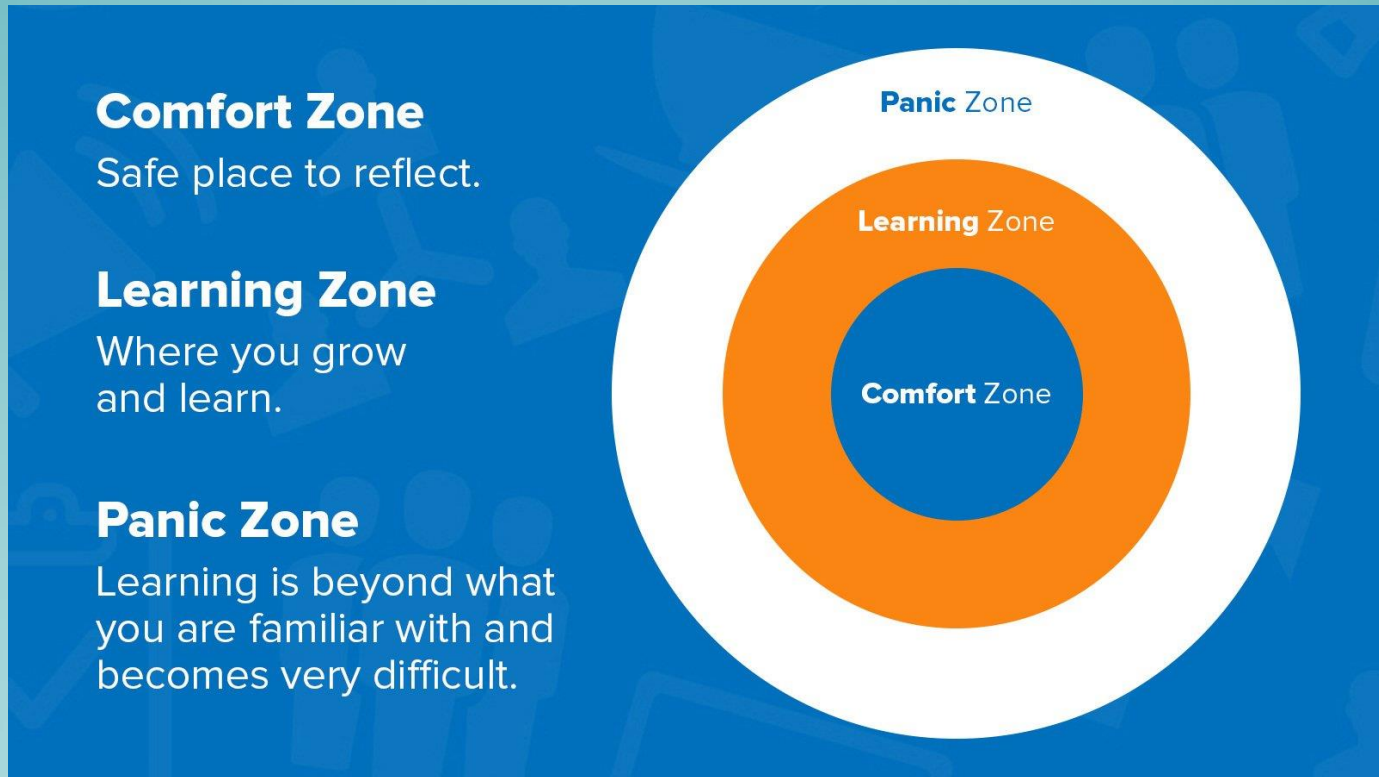 Comfort Zone
Safe place to reflect.
Learning Zone
Where you grow
and learn.
Panic Zone
Learning is beyond what
you are familiar with and
becomes very difficult.
Panic Zone
Learning Zone
Comfort Zone